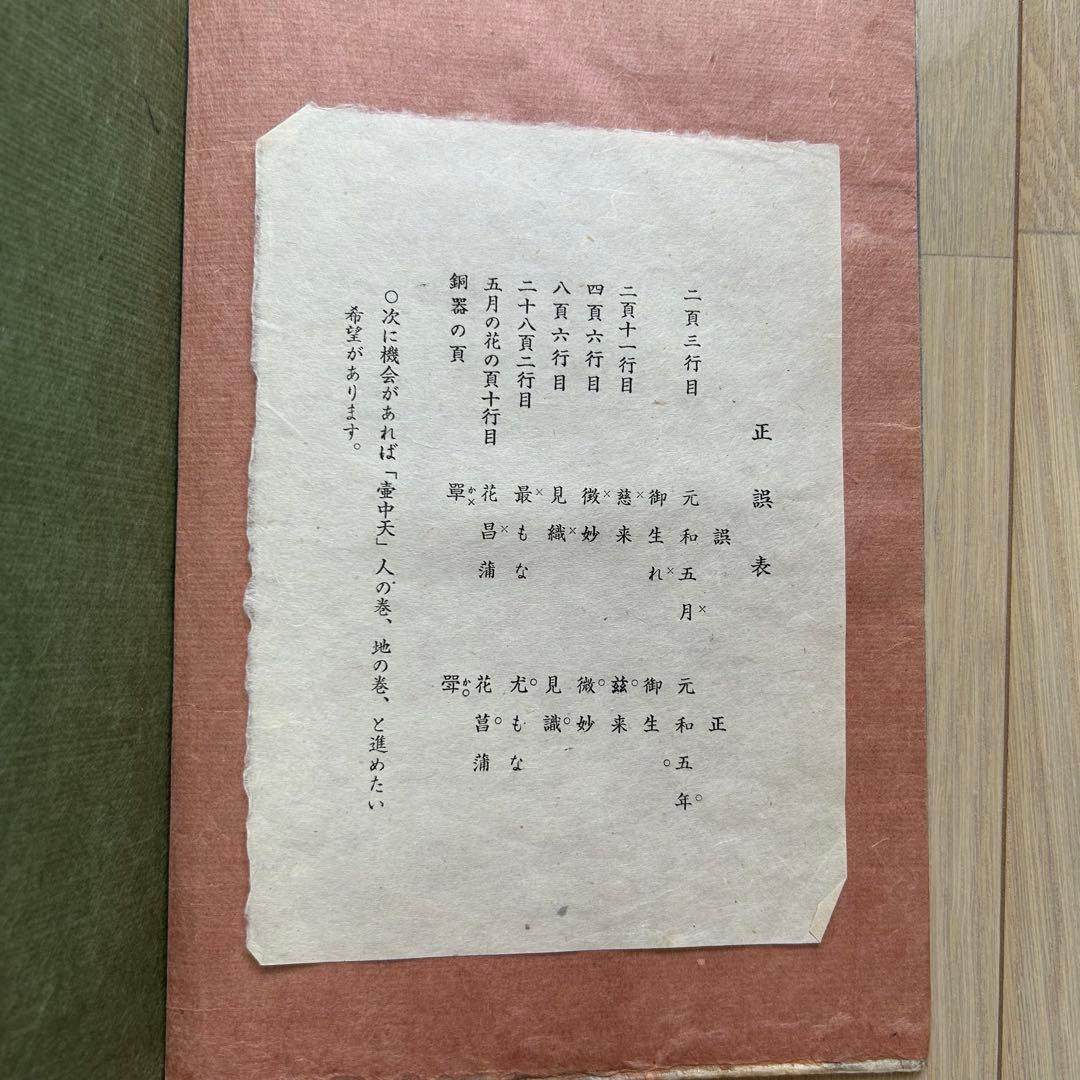 正誤表
誤 正
二頁三行目 元和五月× 元和五年○
御生れ× 御生○
二頁十一行目 慈×来 茲○来
四頁六行目 徴×妙 微○妙
八頁六行目 見織× 見識○
二十八頁二行目 最×もな 尤○もな
五月の花の頁十行目 花昌×蒲 花菖○蒲
銅器の頁 か× か○
○次に機会があれば「壷中天」人の巻、地の巻、と進めたい
希望があります。